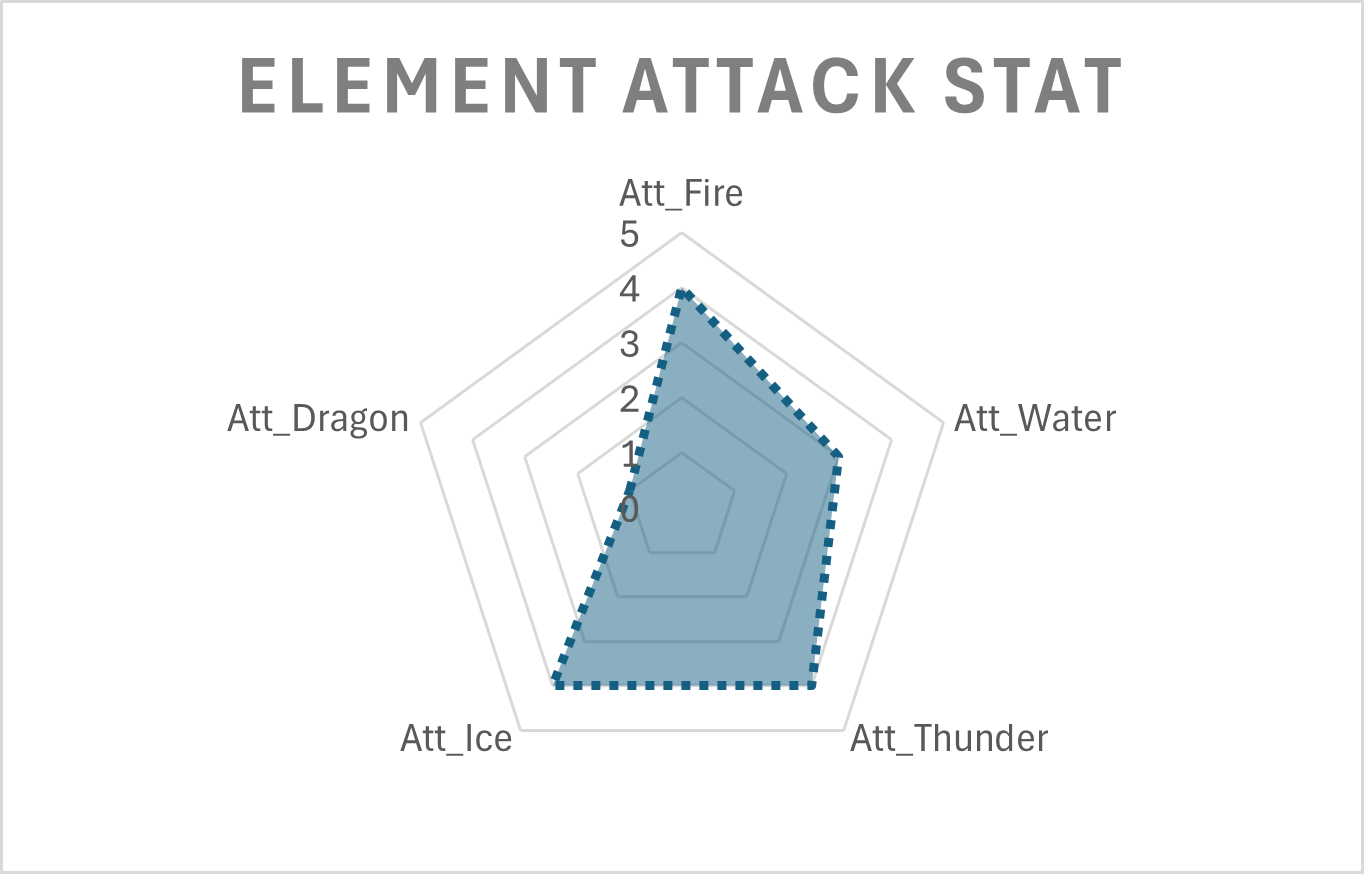 ELEMENT ATTACK STAT
Att_Fire
5
4
3
2
1
0
Att_Dragon
Att_Water
Att_Ice
Att_Thunder